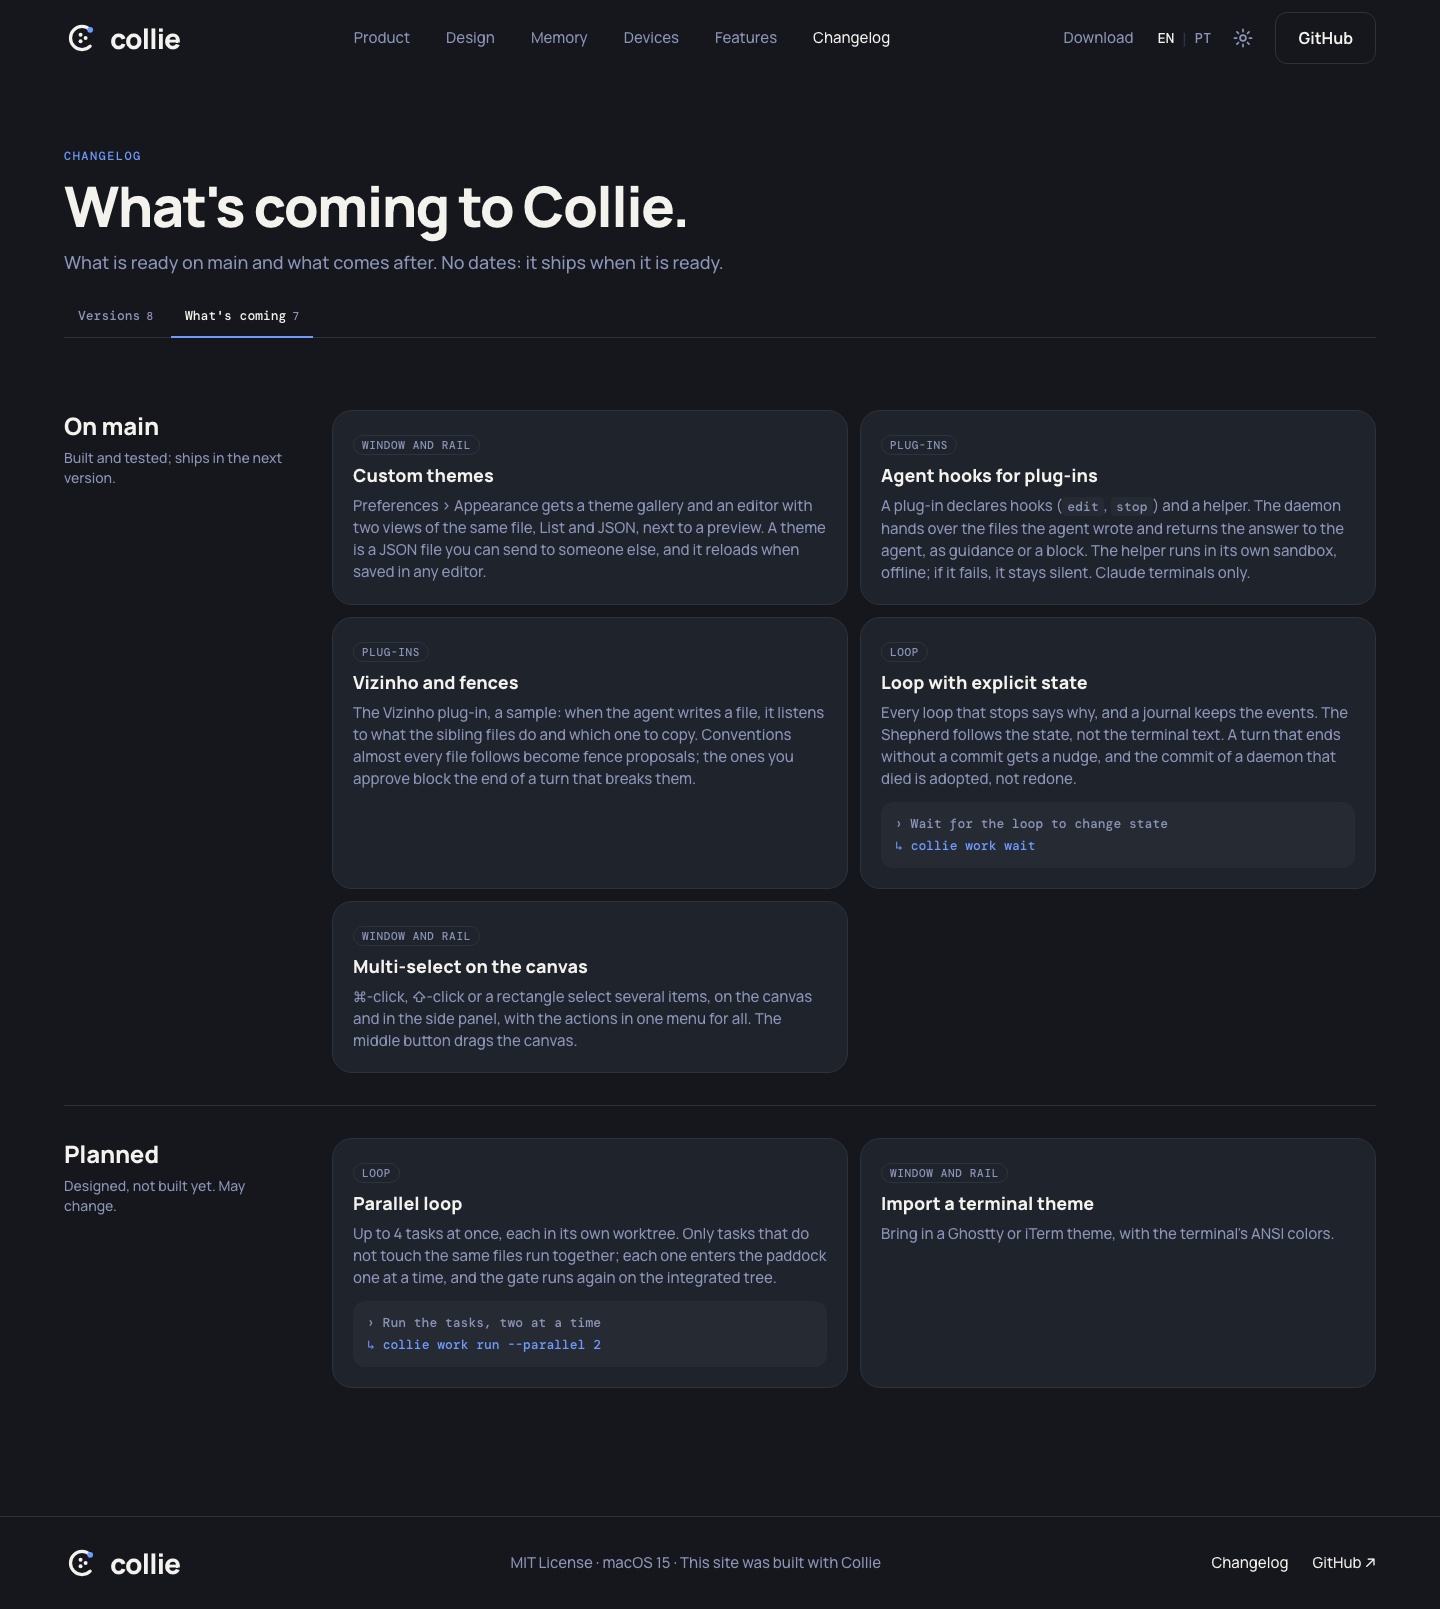 collie
Product
Design
Memory
Devices
Features
Changelog
Download
EN | PT
GitHub
CHANGELOG
What's coming to Collie.
What is ready on main and what comes after. No dates: it ships when it is ready.
Versions 8
What's coming 7
On main
Built and tested; ships in the next
version.
WINDOW AND RAIL
Custom themes
Preferences › Appearance gets a theme gallery and an editor with
two views of the same file, List and JSON, next to a preview. A theme
is a JSON file you can send to someone else, and it reloads when
saved in any editor.
PLUG-INS
Agent hooks for plug-ins
A plug-in declares hooks ( edit , stop ) and a helper. The daemon
hands over the files the agent wrote and returns the answer to the
agent, as guidance or a block. The helper runs in its own sandbox,
offline; if it fails, it stays silent. Claude terminals only.
PLUG-INS
Vizinho and fences
The Vizinho plug-in, a sample: when the agent writes a file, it listens
to what the sibling files do and which one to copy. Conventions
almost every file follows become fence proposals; the ones you
approve block the end of a turn that breaks them.
LOOP
Loop with explicit state
Every loop that stops says why, and a journal keeps the events. The
Shepherd follows the state, not the terminal text. A turn that ends
without a commit gets a nudge, and the commit of a daemon that
died is adopted, not redone.
› Wait for the loop to change state
↳ collie work wait
WINDOW AND RAIL
Multi-select on the canvas
⌘-click, ⇧-click or a rectangle select several items, on the canvas
and in the side panel, with the actions in one menu for all. The
middle button drags the canvas.
Planned
Designed, not built yet. May
change.
LOOP
Parallel loop
Up to 4 tasks at once, each in its own worktree. Only tasks that do
not touch the same files run together; each one enters the paddock
one at a time, and the gate runs again on the integrated tree.
› Run the tasks, two at a time
↳ collie work run --parallel 2
WINDOW AND RAIL
Import a terminal theme
Bring in a Ghostty or iTerm theme, with the terminal's ANSI colors.
collie
MIT License · macOS 15 · This site was built with Collie
Changelog
GitHub ↗